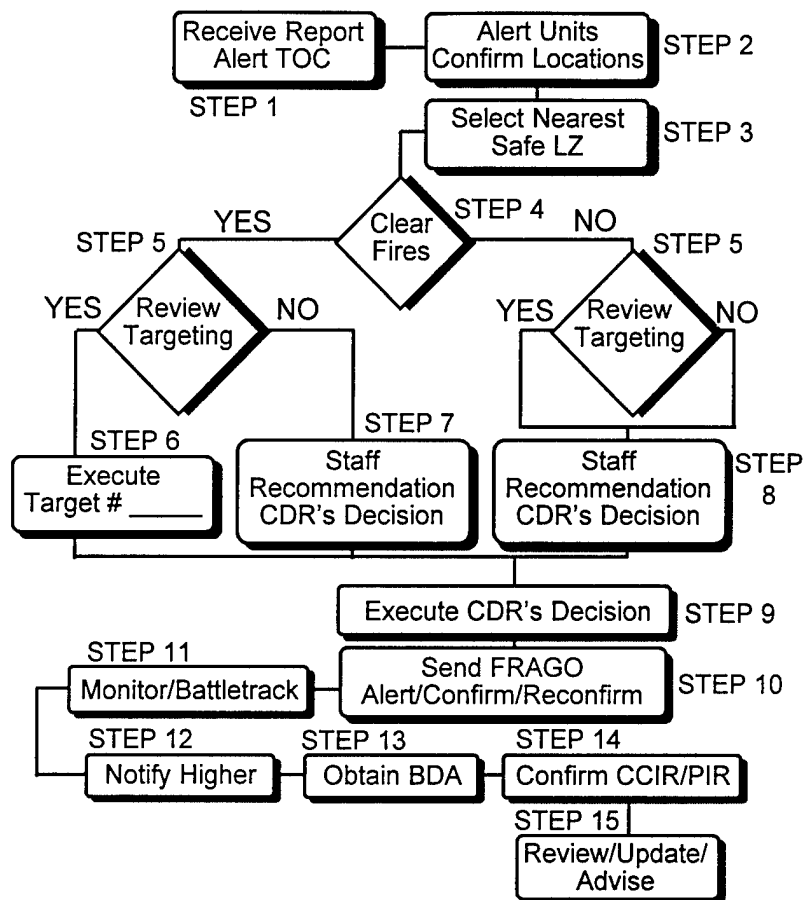 Receive Report
Alert TOC
STEP 1
Alert Units
Confirm Locations
STEP 2
Select Nearest
Safe LZ
STEP 3
Clear
Fires
STEP 4
YES
NO
STEP 5
Review
Targeting
YES
NO
STEP 5
Review
Targeting
YES
NO
STEP 6
Execute
Target # _____
STEP 7
Staff
Recommendation
CDR's Decision
Staff
Recommendation
CDR's Decision
STEP
8
Execute CDR's Decision
STEP 9
Send FRAGO
Alert/Confirm/Reconfirm
STEP 10
STEP 11
Monitor/Battletrack
STEP 12
Notify Higher
STEP 13
Obtain BDA
STEP 14
Confirm CCIR/PIR
STEP 15
Review/Update/
Advise